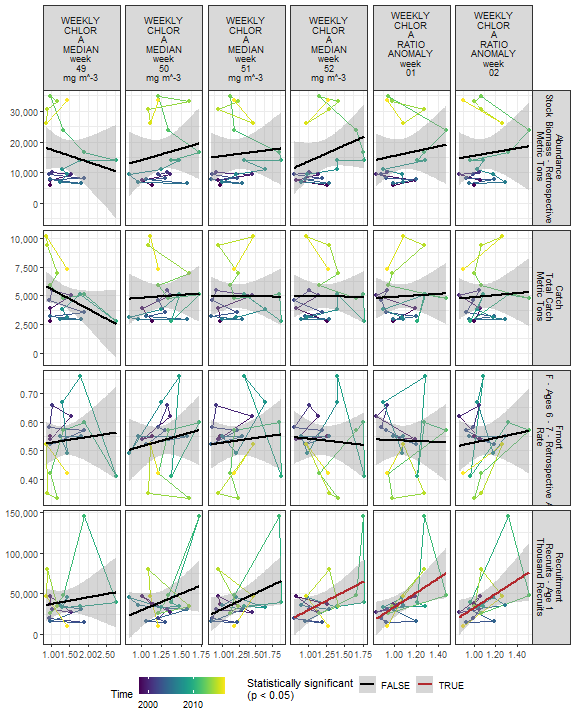 WEEKLY
CHLOR
A
MEDIAN
week
49
mg m^-3
WEEKLY
CHLOR
A
MEDIAN
week
50
mg m^-3
WEEKLY
CHLOR
A
MEDIAN
week
51
mg m^-3
WEEKLY
CHLOR
A
MEDIAN
week
52
mg m^-3
WEEKLY
CHLOR
A
RATIO
ANOMALY
week
01
WEEKLY
CHLOR
A
RATIO
ANOMALY
week
02
30,000
20,000
10,000
0
Abundance
Stock Biomass - Retrospective
Metric Tons
10,000
7,500
5,000
2,500
0
Catch
Total Catch
Metric Tons
0.70
0.60
0.50
0.40
Fmort
F - Ages 6 - 7 - Retrospective
Rate
150,000
100,000
50,000
0
Recruitment
Recruits - Age 1
Thousand Recruits
1.00 1.50 2.00 2.50
1.00 1.25 1.50 1.75
1.00 1.25 1.50 1.75
1.00 1.25 1.50 1.75
1.00 1.20 1.40
1.00 1.20 1.40
Time
2000 2010
Statistically significant
(p < 0.05)
FALSE
TRUE